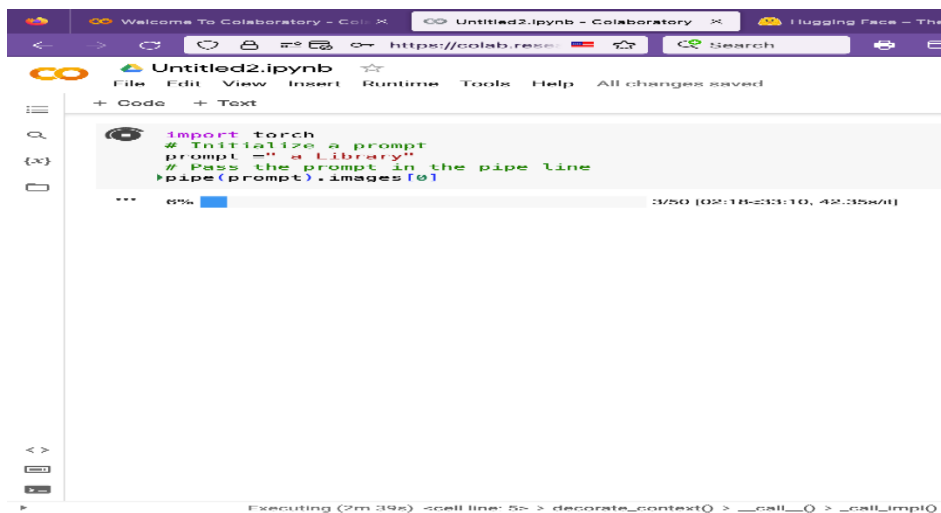 Welcome To Colaboratory - Col
Untitled2.ipynb - Colaboratory
Hugging Face – The
https://colab.rese
Search
Untitled2.ipynb
File Edit View Insert Runtime Tools Help All changes saved
+ Code + Text
import torch
# Initialize a prompt
prompt =" a Library"
# Pass the prompt in the pipe line
pipe(prompt).images[0]
{x}
6%
3/50 [02:18<33:10, 42.35s/it]
< >
Executing (2m 39s) <cell line: 5> > decorate_context() > __call__() > _call_impl()